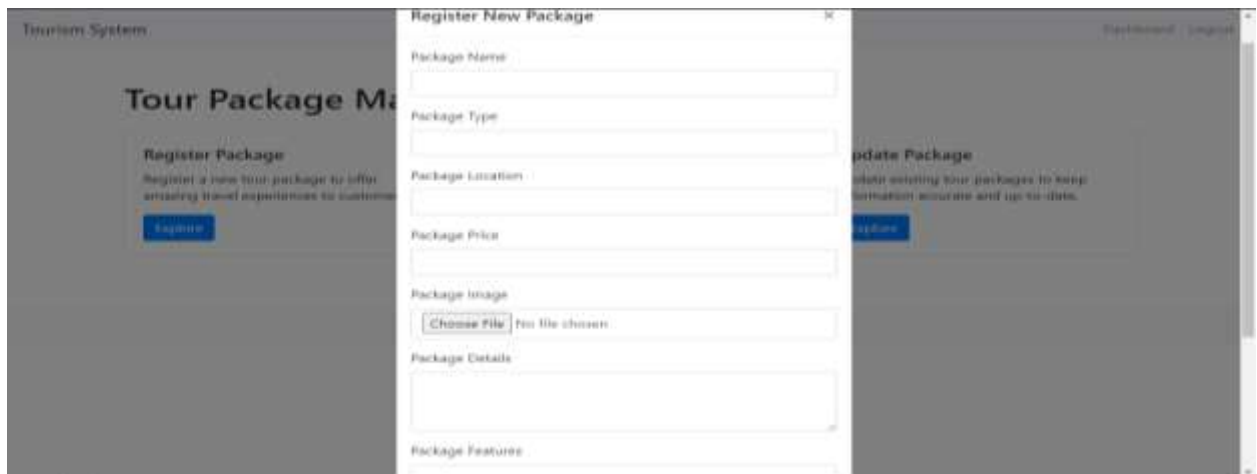 Register New Package ×
Tourism System
Dashboard Logout
Package Name
Tour Package Ma
Package Type
Register Package
Register a new tour package to offer
amazing travel experiences to custome
Explore
pdate Package
pdate existing tour packages to keep
formation accurate and up-to-date.
xplore
Package Location
Package Price
Package Image
Choose File No file chosen
Package Details
Package Features